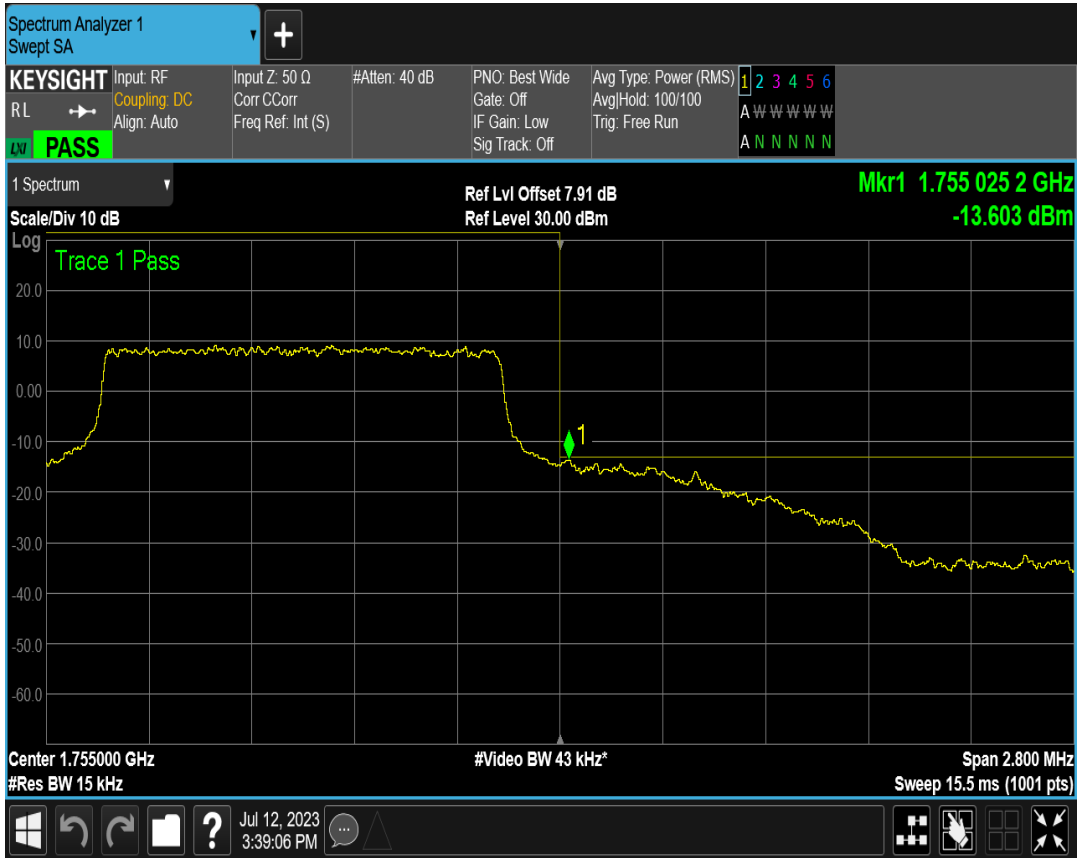 Spectrum Analyzer 1
Swept SA
+
KEYSIGHT
RL
LXI PASS
Input: RF
Coupling: DC
Align: Auto
Input Z: 50 Ω
Corr CCorr
Freq Ref: Int (S)
#Atten: 40 dB
PNO: Best Wide
Gate: Off
IF Gain: Low
Sig Track: Off
Avg Type: Power (RMS)
Avg|Hold: 100/100
Trig: Free Run
1 2 3 4 5 6
A W W W W W
A N N N N N
1 Spectrum
Scale/Div 10 dB
Ref Lvl Offset 7.91 dB
Ref Level 30.00 dBm
Mkr1 1.755 025 2 GHz
-13.603 dBm
Log
Trace 1 Pass
20.0
10.0
0.00
-10.0
1
-20.0
-30.0
-40.0
-50.0
-60.0
Center 1.755000 GHz
#Video BW 43 kHz*
Span 2.800 MHz
#Res BW 15 kHz
Sweep 15.5 ms (1001 pts)
?
Jul 12, 2023
3:39:06 PM